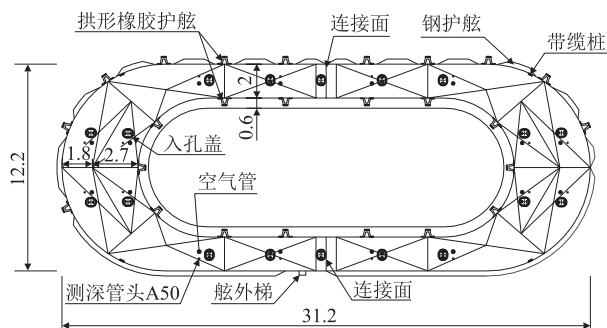 拱形橡胶护舷
连接面
钢护舷
带缆桩
2
0.6
入孔盖
1.8
2.7
12.2
空气管
测深管头A50
舷外梯
连接面
31.2